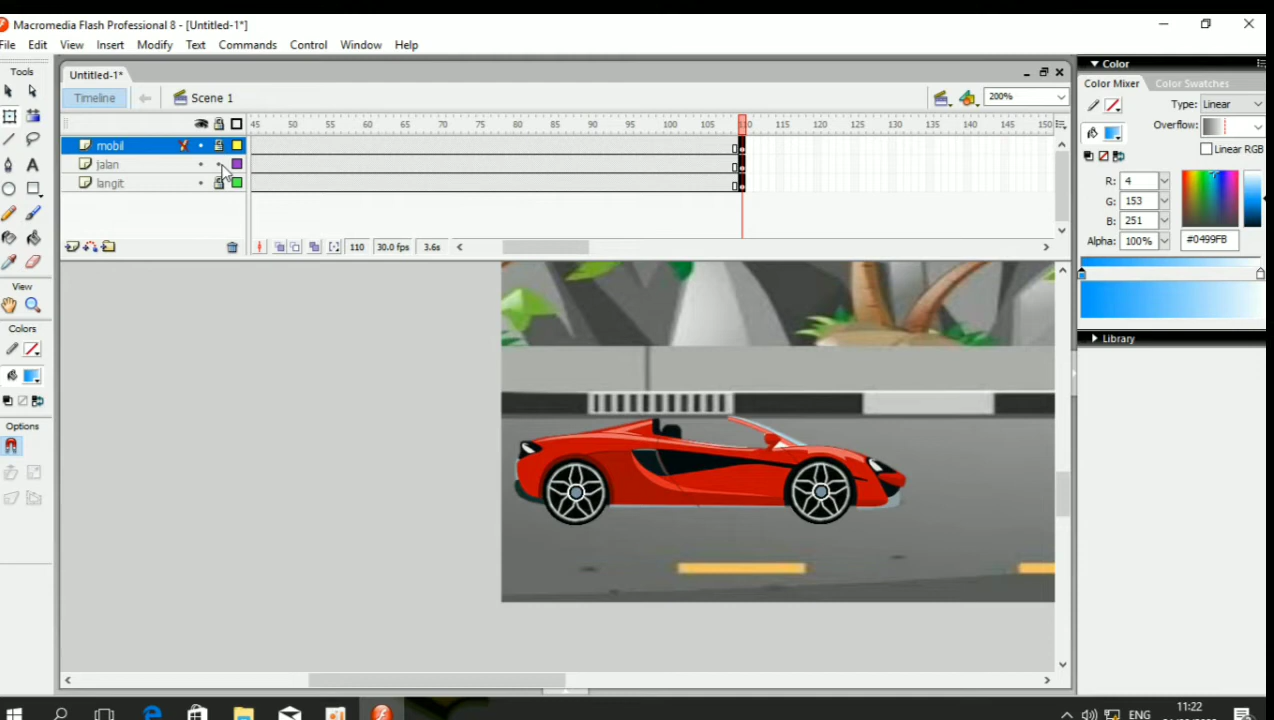 Macromedia Flash Professional 8 - [Untitled-1*]
File Edit View Insert Modify Text Commands Control Window Help
Tools
Untitled-1*
Timeline
Scene 1
200%
45 50 55 60 65 70 75 80 85 90 95 100 105 110 115 120 125 130 135 140 145 150
mobil
jalan
langit
110 30.0 fps 3.6s
View
Colors
Options
Color
Color Mixer Color Swatches
Type: Linear
Overflow:
Linear RGB
R: 4
G: 153
B: 251
Alpha: 100% #0499FB
Library
ENG
11:22